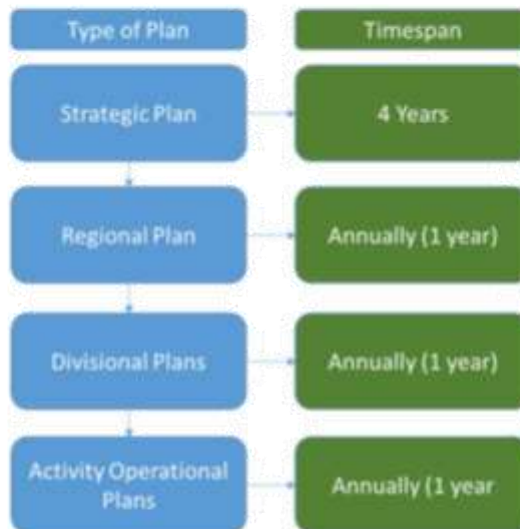 Type of Plan
Timespan
Strategic Plan
4 Years
Regional Plan
Annually (1 year)
Divisional Plans
Annually (1 year)
Activity Operational
Plans
Annually (1 year